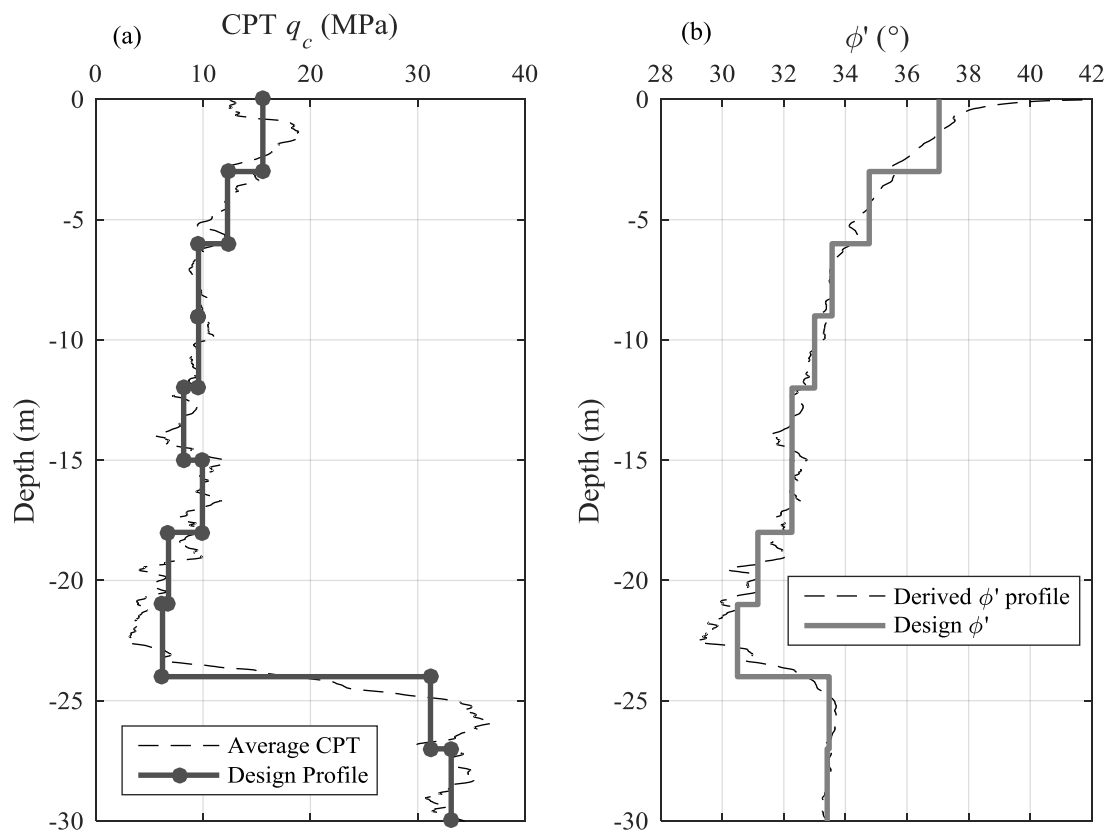 (a)
CPT q_c (MPa)
0 10 20 30 40
0
-5
-10
-15
-20
-25
-30
Depth (m)
Average CPT
Design Profile
(b)
ϕ' (°)
28 30 32 34 36 38 40 42
0
-5
-10
-15
-20
-25
-30
Depth (m)
Derived ϕ' profile
Design ϕ'